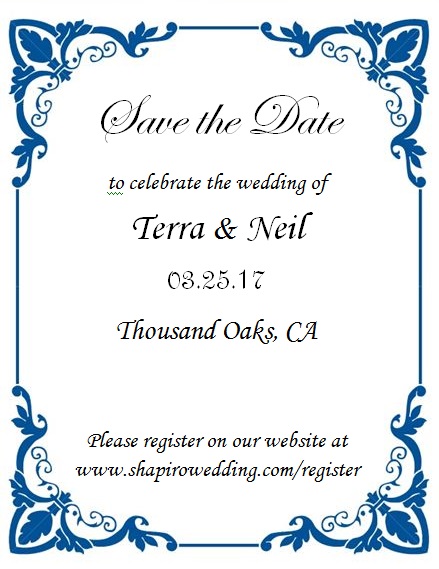 Save the Date
to celebrate the wedding of
Terra & Neil
03.25.17
Thousand Oaks, CA
Please register on our website at
www.shapirowedding.com/register